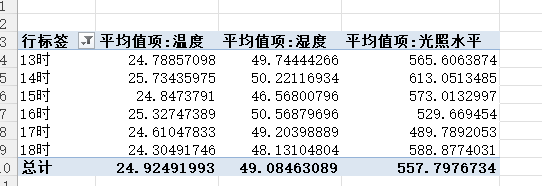 行标签 平均值项:温度 平均值项:湿度 平均值项:光照水平
13时 24.78857098 49.74444266 565.6063874
14时 25.73435975 50.22116934 613.0513485
15时 24.8473791 46.56800796 573.0132997
16时 25.32747389 50.56879696 529.669454
17时 24.61047833 49.20398889 489.7892053
18时 24.30491746 48.13104804 588.8774031
总计 24.92491993 49.08463089 557.7976734